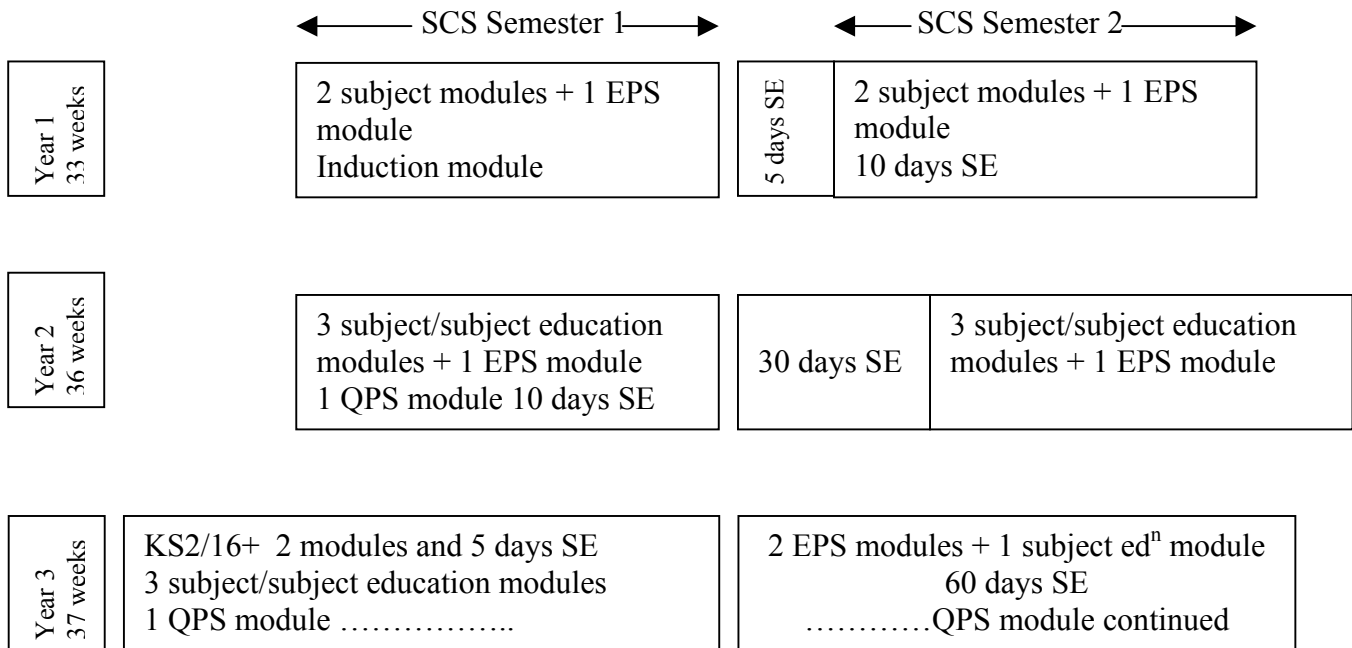 SCS Semester 1
SCS Semester 2
Year 1
33 weeks
2 subject modules + 1 EPS
module
Induction module
5 days SE
2 subject modules + 1 EPS
module
10 days SE
Year 2
36 weeks
3 subject/subject education
modules + 1 EPS module
1 QPS module 10 days SE
30 days SE
3 subject/subject education
modules + 1 EPS module
Year 3
37 weeks
KS2/16+ 2 modules and 5 days SE
3 subject/subject education modules
1 QPS module ……………..
2 EPS modules + 1 subject edⁿ module
60 days SE
…………QPS module continued